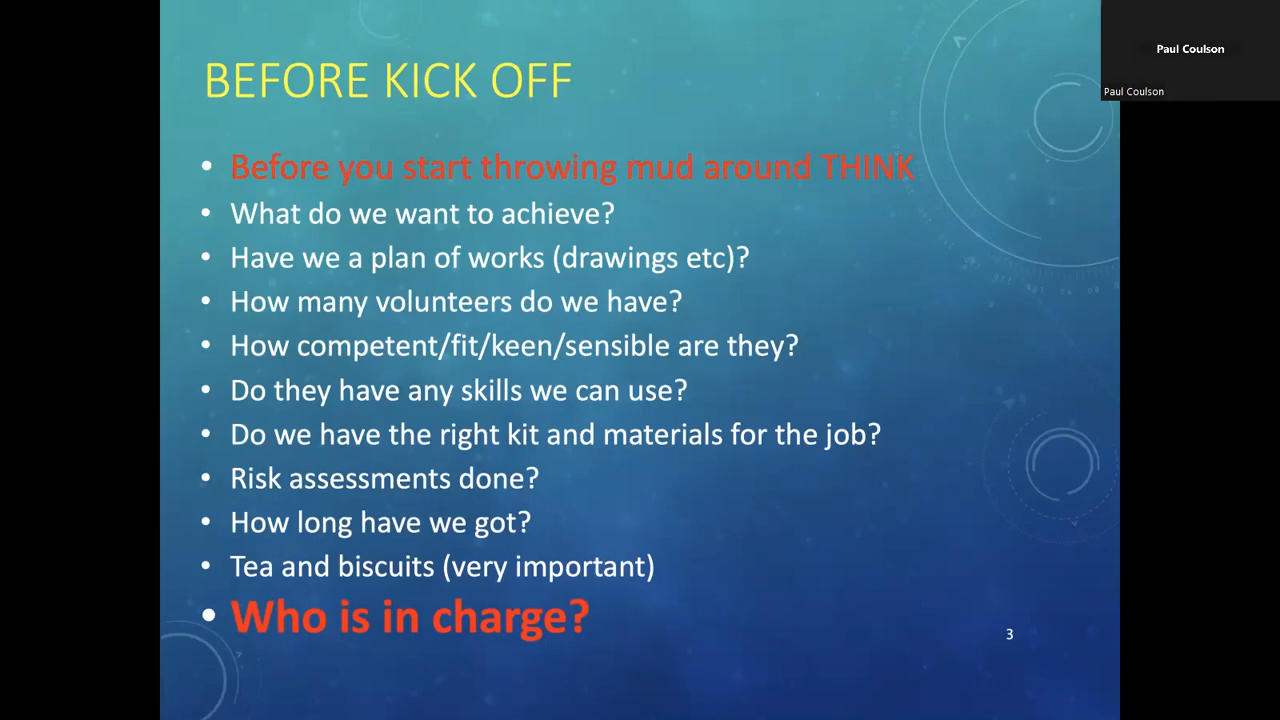 BEFORE KICK OFF
• Before you start throwing mud around THINK
• What do we want to achieve?
• Have we a plan of works (drawings etc)?
• How many volunteers do we have?
• How competent/fit/keen/sensible are they?
• Do they have any skills we can use?
• Do we have the right kit and materials for the job?
• Risk assessments done?
• How long have we got?
• Tea and biscuits (very important)
• Who is in charge?
3
Paul Coulson
Paul Coulson